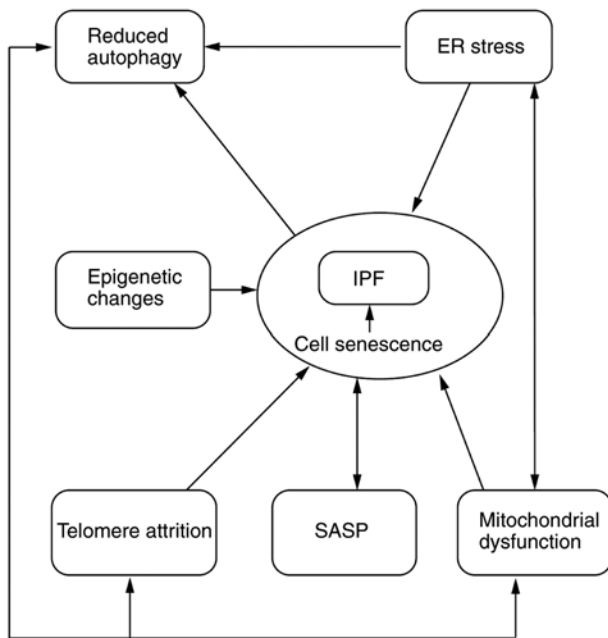 Reduced
autophagy
ER stress
Epigenetic
changes
IPF
Cell senescence
Telomere attrition
SASP
Mitochondrial
dysfunction